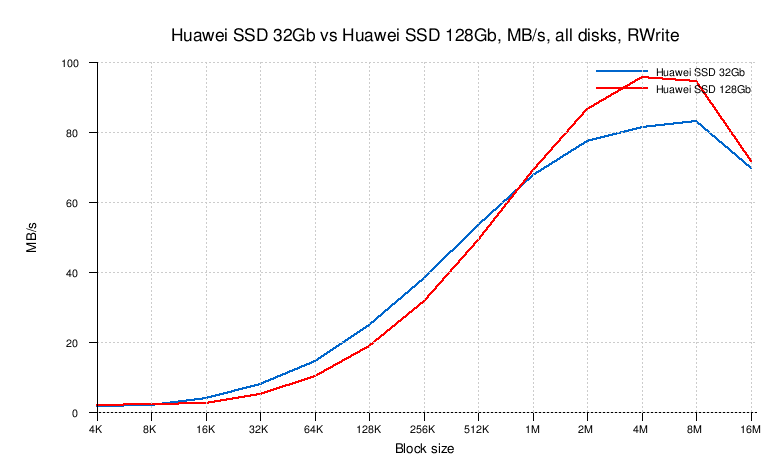 Huawei SSD 32Gb vs Huawei SSD 128Gb, MB/s, all disks, RWrite
Huawei SSD 32Gb
Huawei SSD 128Gb
MB/s
100
80
60
40
20
0
4K 8K 16K 32K 64K 128K 256K 512K 1M 2M 4M 8M 16M
Block size